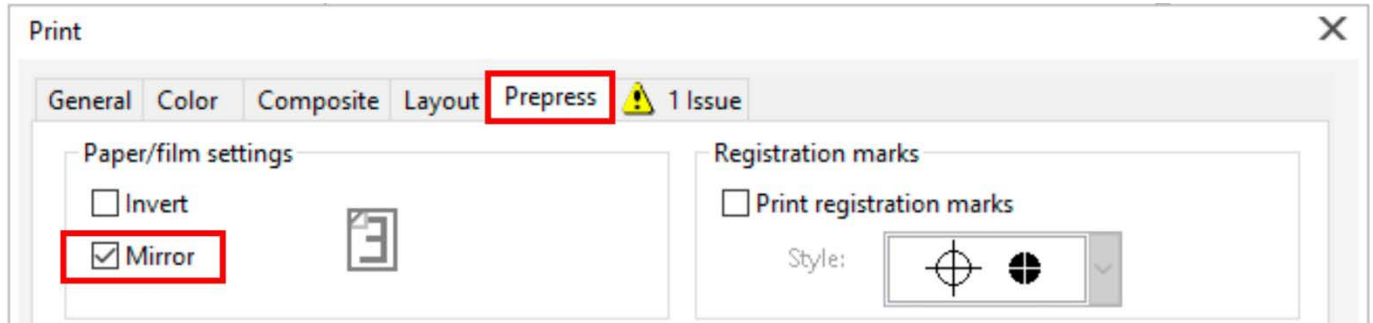 Print
General Color Composite Layout Prepress 1 Issue
Paper/film settings
Invert
Mirror
Registration marks
Print registration marks
Style: